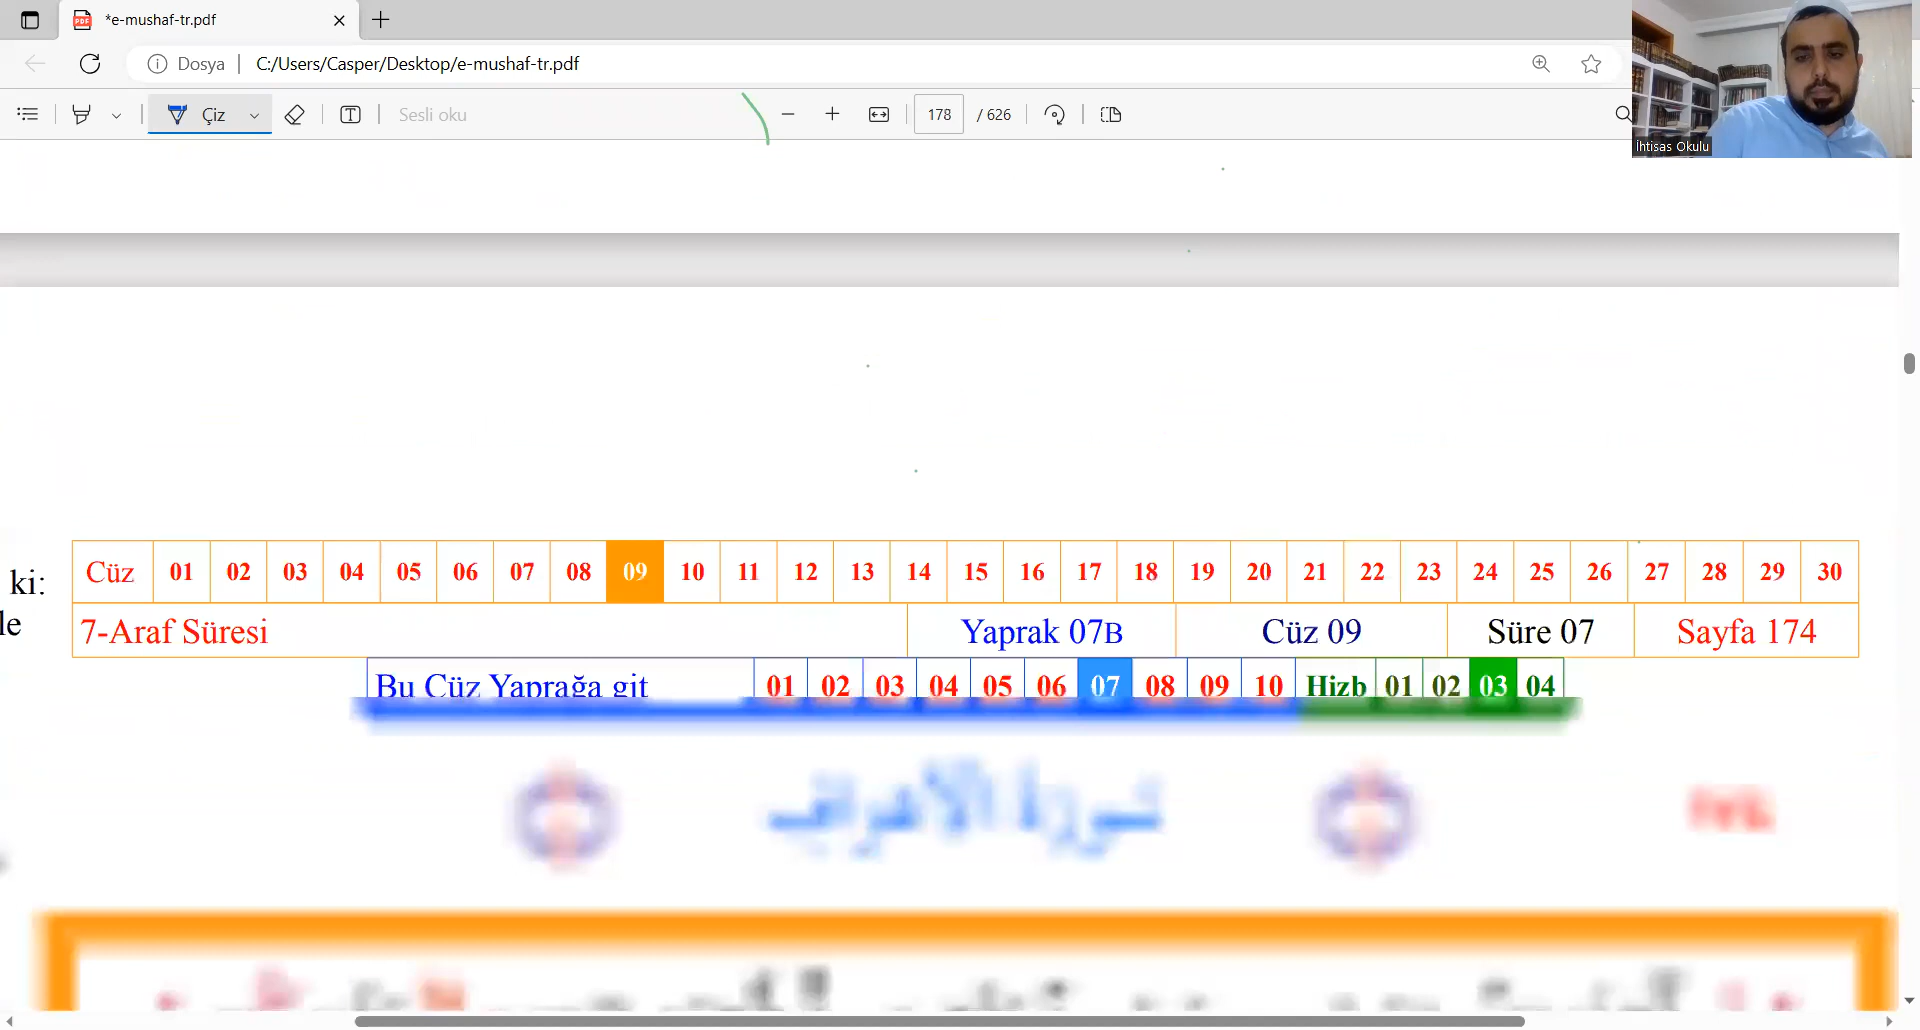 *e-mushaf-tr.pdf
Dosya C:/Users/Casper/Desktop/e-mushaf-tr.pdf
Çiz Sesli oku 178 / 626
İhtisas Okulu
ki:
le
Cüz 01 02 03 04 05 06 07 08 09 10 11 12 13 14 15 16 17 18 19 20 21 22 23 24 25 26 27 28 29 30
7-Araf Süresi Yaprak 07B Cüz 09 Süre 07 Sayfa 174
Bu Cüz Yaprağa git 01 02 03 04 05 06 07 08 09 10 Hizb 01 02 03 04